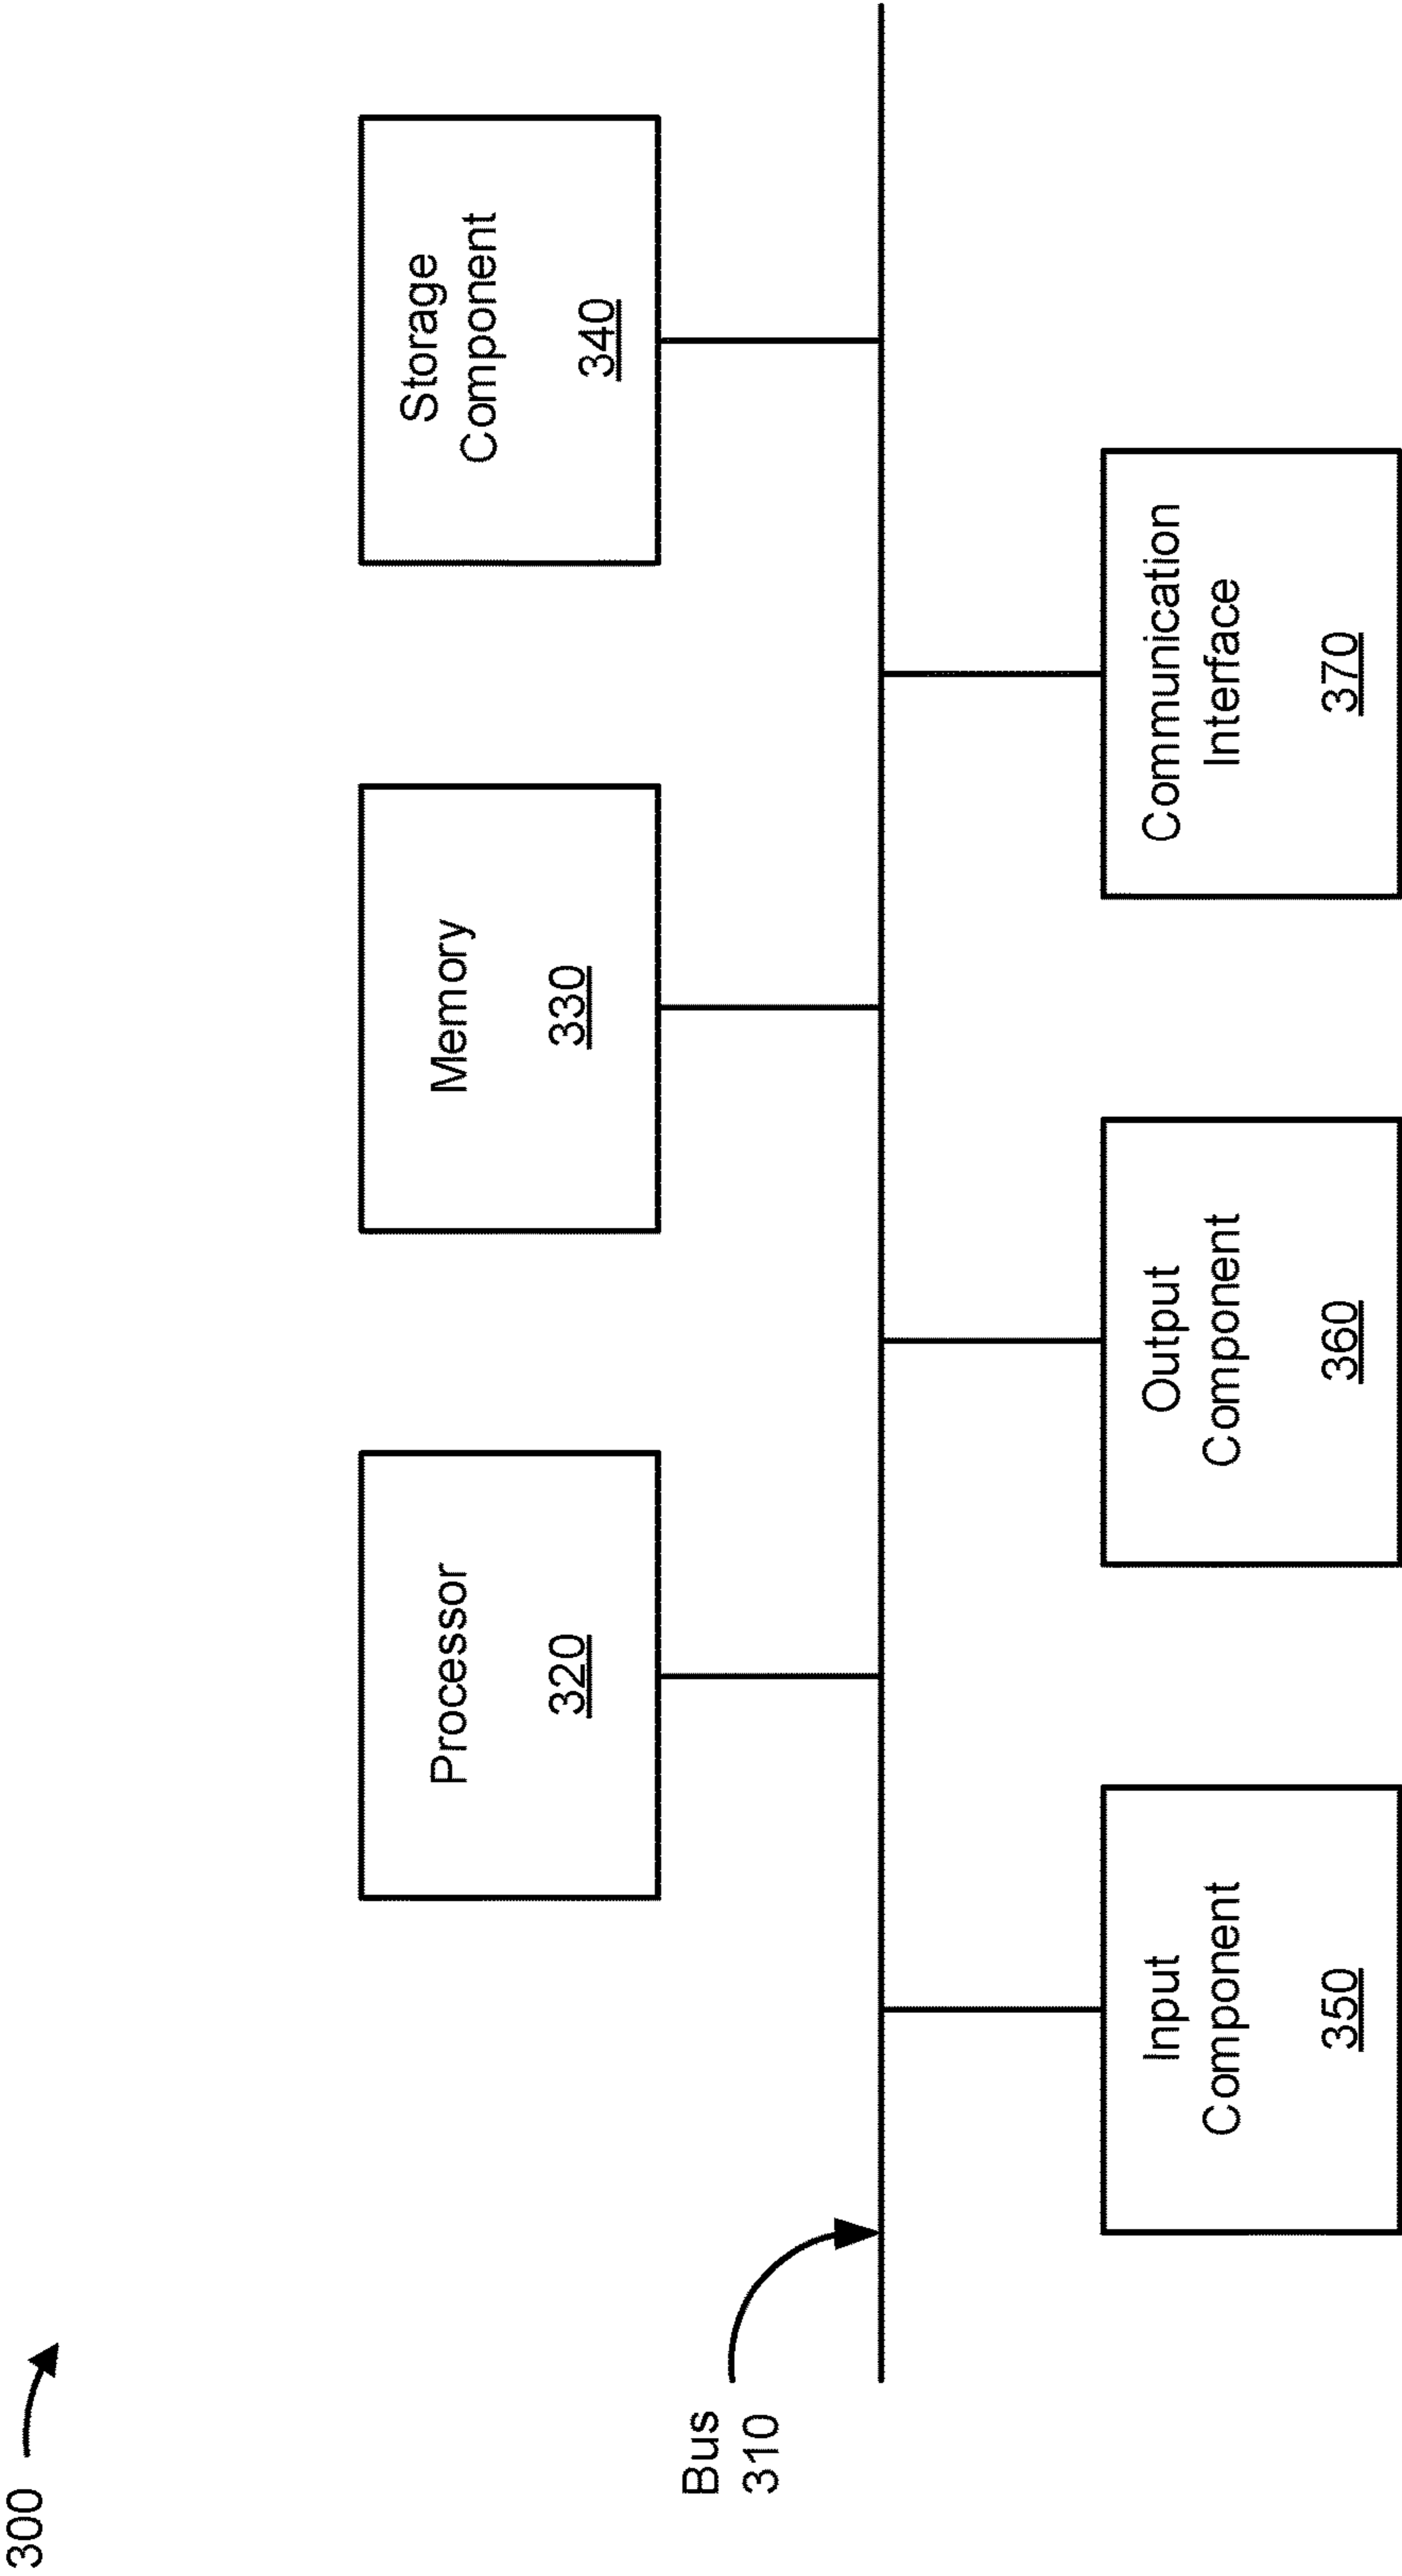 300
Processor
320
Memory
330
Storage
Component
340
Bus
310
Input
Component
350
Output
Component
360
Communication
Interface
370